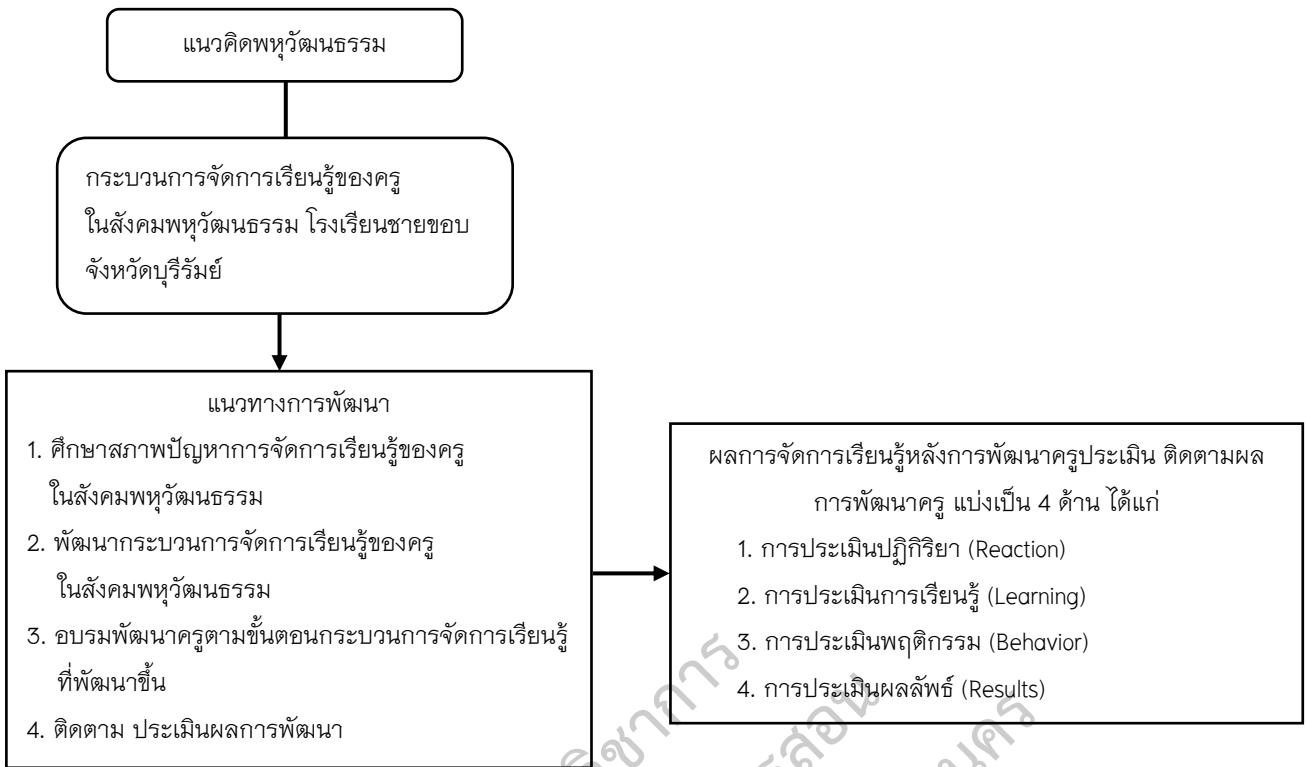 แนวคิดพหุวัฒนธรรม
กระบวนการจัดการเรียนรู้ของครู
ในสังคมพหุวัฒนธรรม โรงเรียนชายขอบ
จังหวัดบุรีรัมย์
แนวทางการพัฒนา
1. ศึกษาสภาพปัญหาการจัดการเรียนรู้ของครู
ในสังคมพหุวัฒนธรรม
2. พัฒนากระบวนการจัดการเรียนรู้ของครู
ในสังคมพหุวัฒนธรรม
3. อบรมพัฒนาครูตามขั้นตอนกระบวนการจัดการเรียนรู้
ที่พัฒนาขึ้น
4. ติดตาม ประเมินผลการพัฒนา
ผลการจัดการเรียนรู้หลังการพัฒนาครูประเมิน ติดตามผล
การพัฒนาครู แบ่งเป็น 4 ด้าน ได้แก่
1. การประเมินปฏิกิริยา (Reaction)
2. การประเมินการเรียนรู้ (Learning)
3. การประเมินพฤติกรรม (Behavior)
4. การประเมินผลลัพธ์ (Results)